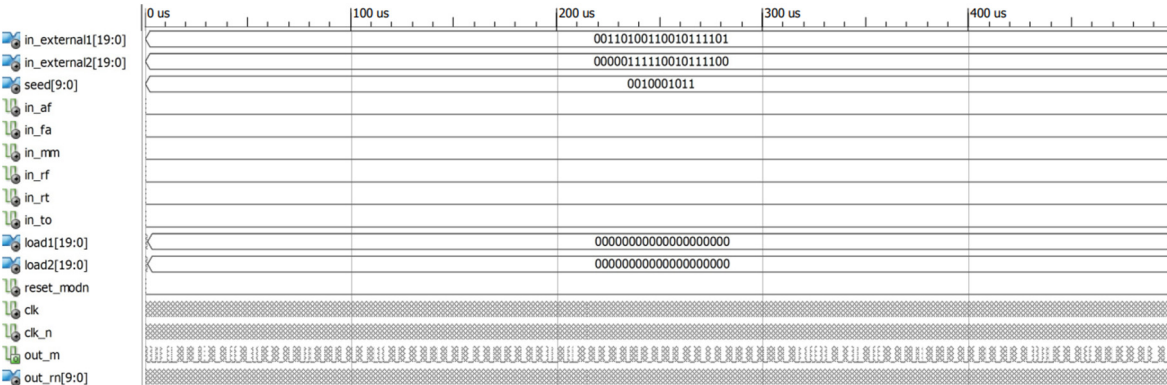 0 us 100 us 200 us 300 us 400 us
in_external1[19:0] 00110100110010111101
in_external2[19:0] 00000111110010111100
seed[9:0] 0010001011
in_af
in_fa
in_mm
in_rf
in_rt
in_to
load1[19:0] 00000000000000000000
load2[19:0] 00000000000000000000
reset_modn
clk
clk_n
out_m
out_rn[9:0]